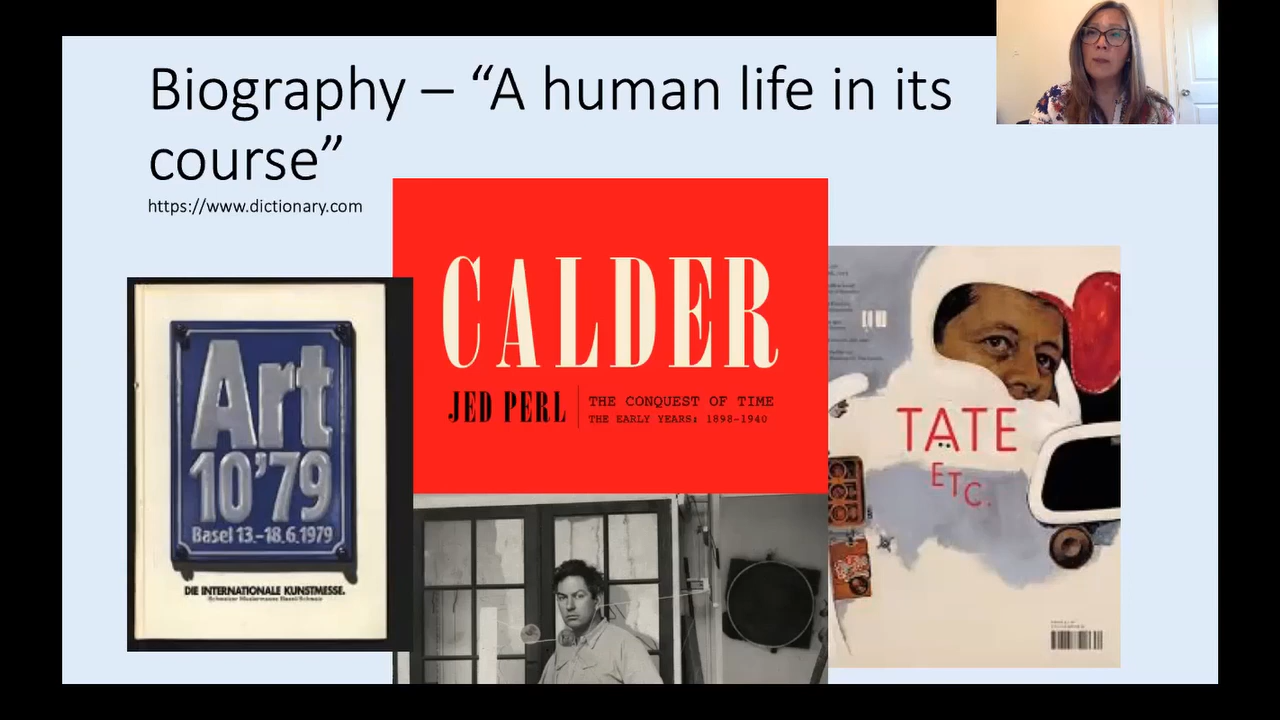 Biography – “A human life in its
course”
https://www.dictionary.com
Art
10'79
Basel 13.-18.6.1979
DIE INTERNATIONALE KUNSTMESSE.
CALDER
JED PERL
THE CONQUEST OF TIME
THE EARLY YEARS: 1898-1940
TATE
ETC.